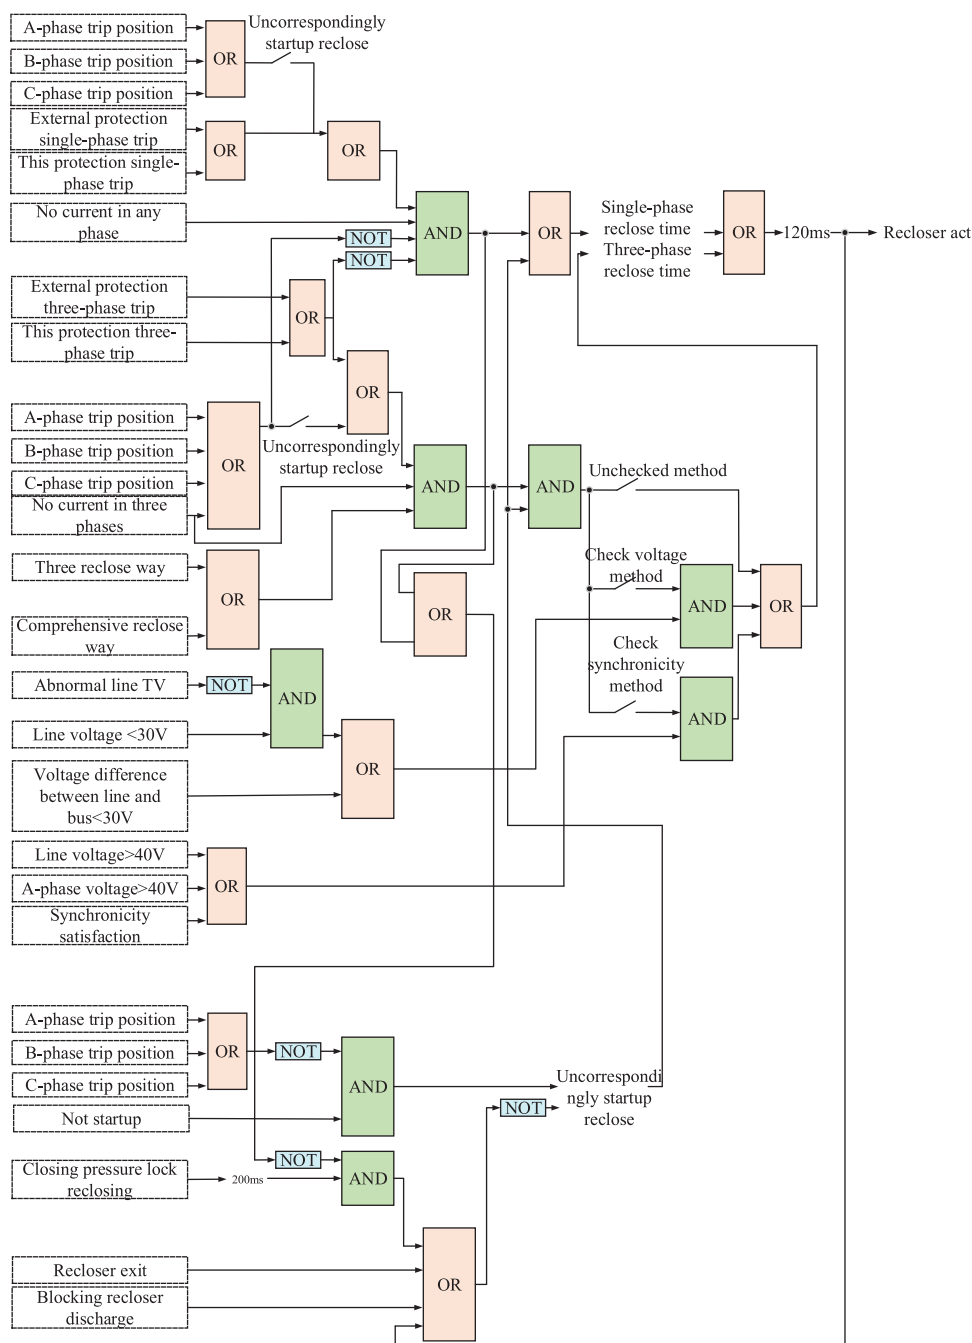 A-phase trip position
B-phase trip position
C-phase trip position
OR
Uncorrespondingly
startup reclose
External protection
single-phase trip
This protection single-
phase trip
OR
OR
No current in any
phase
NOT
NOT
AND
OR
Single-phase
reclose time
Three-phase
reclose time
OR
120ms
Recloser act
External protection
three-phase trip
This protection three-
phase trip
OR
OR
A-phase trip position
B-phase trip position
C-phase trip position
No current in three
phases
OR
Uncorrespondingly
startup reclose
AND
AND
Unchecked method
Three reclose way
Comprehensive reclose
way
OR
OR
Check voltage
method
AND
OR
Check
synchronicity
method
AND
Abnormal line TV
NOT
AND
Line voltage <30V
Voltage difference
between line and
bus<30V
OR
Line voltage>40V
A-phase voltage>40V
Synchronicity
satisfaction
OR
A-phase trip position
B-phase trip position
C-phase trip position
OR
NOT
AND
Not startup
Uncorrespondi
ngly startup
reclose
NOT
Closing pressure lock
reclosing
200ms
NOT
AND
Recloser exit
Blocking recloser
discharge
OR